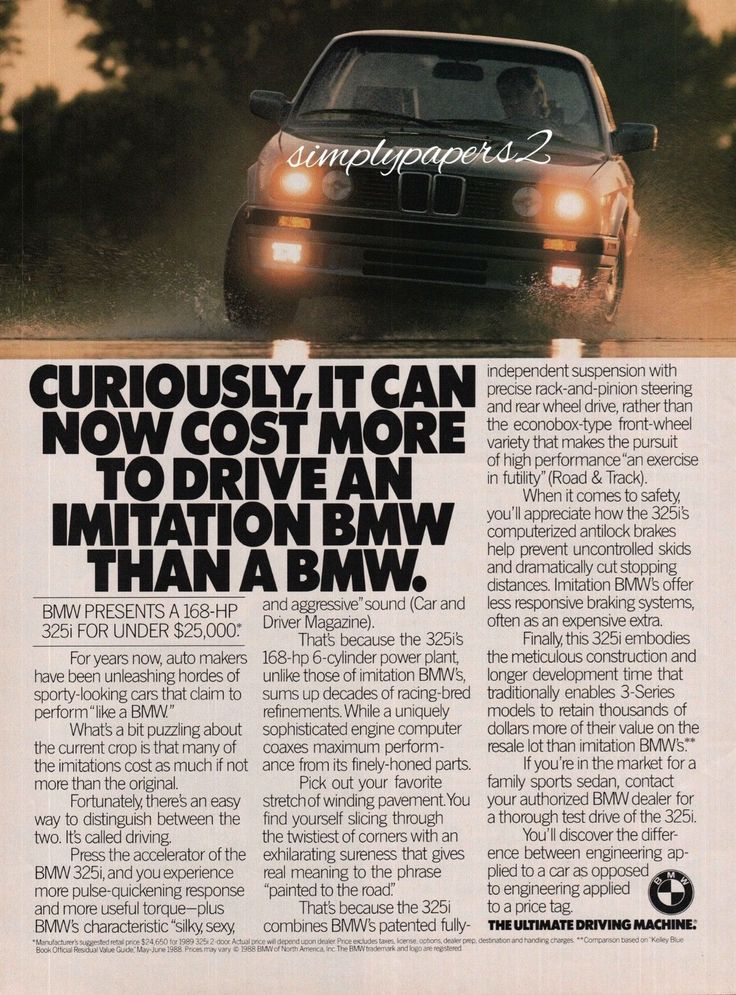 simplypapers2
CURIOUSLY, IT CAN
NOW COST MORE
TO DRIVE AN
IMITATION BMW
THAN A BMW.
BMW PRESENTS A 168-HP
325i FOR UNDER $25,000.*
For years now, auto makers
have been unleashing hordes of
sporty-looking cars that claim to
perform "like a BMW."
What's a bit puzzling about
the current crop is that many of
the imitations cost as much if not
more than the original.
Fortunately, there's an easy
way to distinguish between the
two. It's called driving.
Press the accelerator of the
BMW 325i, and you experience
more pulse-quickening response
and more useful torque—plus
BMW's characteristic "silky, sexy,
and aggressive" sound (Car and
Driver Magazine).
That's because the 325i's
168-hp 6-cylinder power plant,
unlike those of imitation BMW's,
sums up decades of racing-bred
refinements. While a uniquely
sophisticated engine computer
coaxes maximum perform-
ance from its finely-honed parts.
Pick out your favorite
stretch of winding pavement. You
find yourself slicing through
the twistiest of corners with an
exhilarating sureness that gives
real meaning to the phrase
"painted to the road."
That's because the 325i
combines BMW's patented fully-
independent suspension with
precise rack-and-pinion steering
and rear wheel drive, rather than
the econobox-type front-wheel
variety that makes the pursuit
of high performance "an exercise
in futility" (Road & Track).
When it comes to safety,
you'll appreciate how the 325i's
computerized antilock brakes
help prevent uncontrolled skids
and dramatically cut stopping
distances. Imitation BMW's offer
less responsive braking systems,
often as an expensive extra.
Finally, this 325i embodies
the meticulous construction and
longer development time that
traditionally enables 3-Series
models to retain thousands of
dollars more of their value on the
resale lot than imitation BMW's.**
If you're in the market for a
family sports sedan, contact
your authorized BMW dealer for
a thorough test drive of the 325i.
You'll discover the differ-
ence between engineering ap-
plied to a car as opposed
to engineering applied
to a price tag.
BMW
THE ULTIMATE DRIVING MACHINE.®
*Manufacturer's suggested retail price $24,650 for 1989 325i 2-door. Actual price will depend upon dealer. Price excludes taxes, license, options, dealer prep, destination and handling charges. **Comparison based on "Kelley Blue
Book Official Residual Value Guide," May-June 1988. Prices may vary. © 1988 BMW of North America, Inc. The BMW trademark and logo are registered.